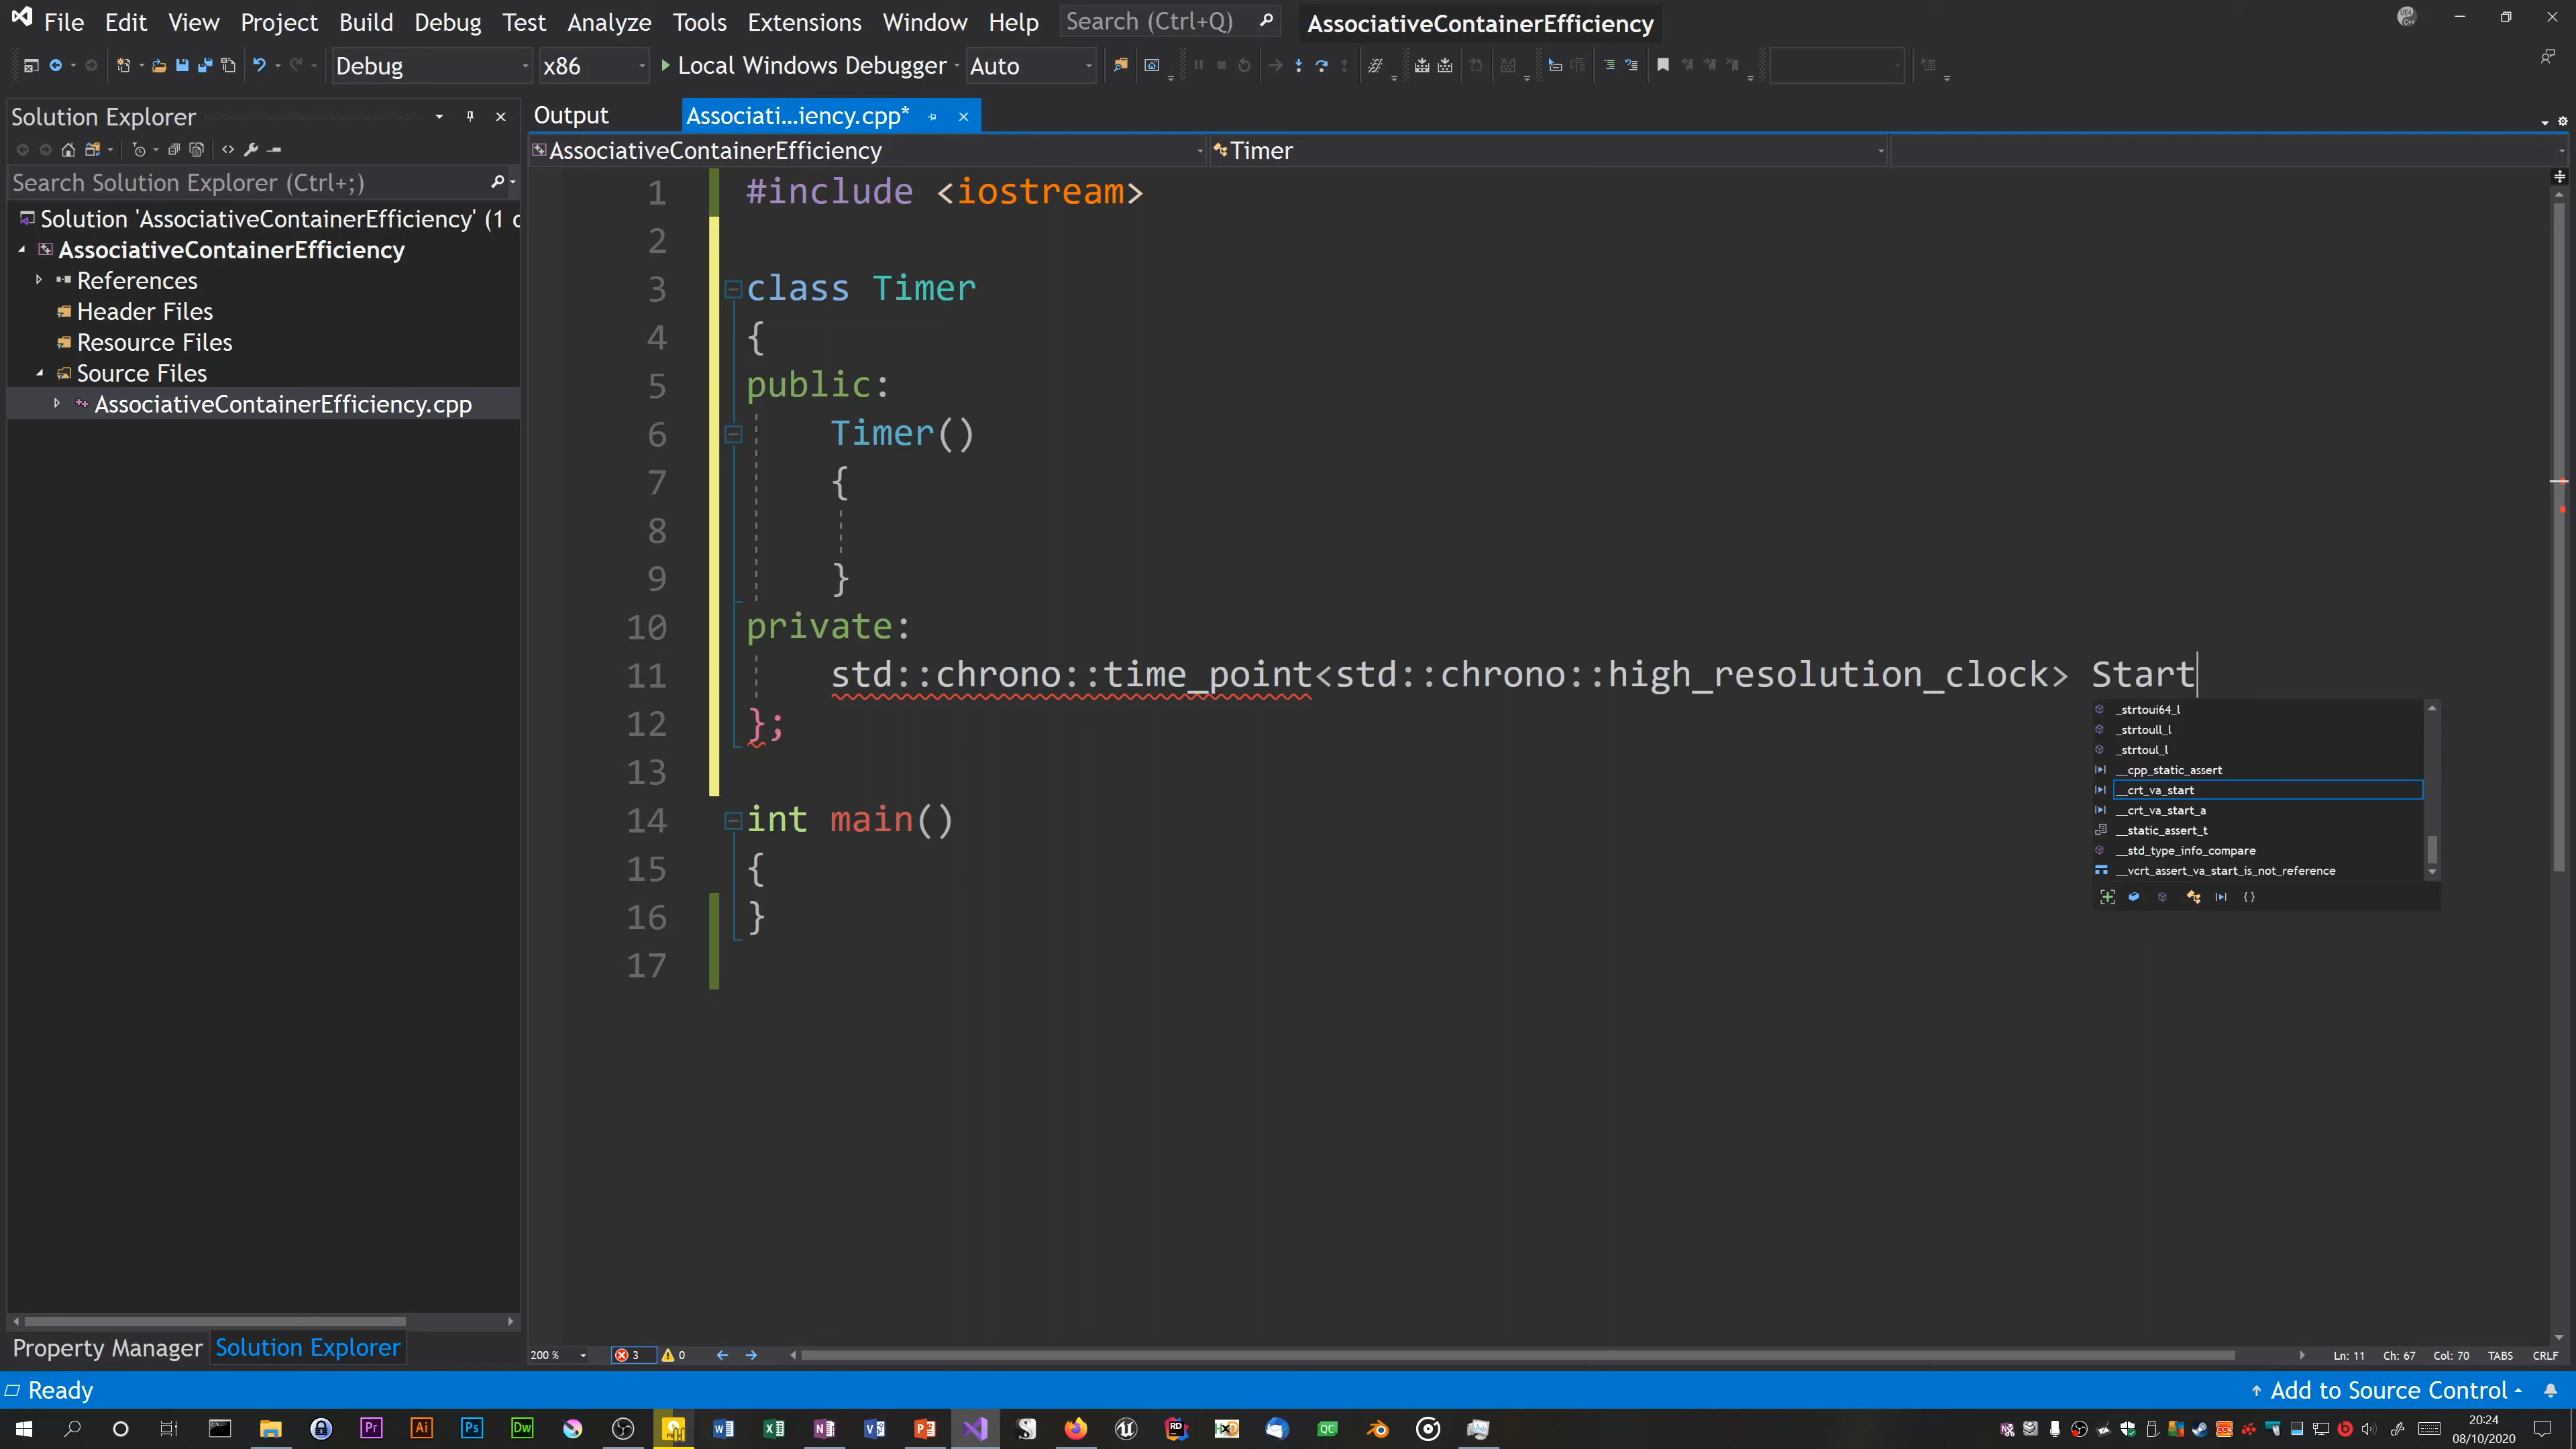 File Edit View Project Build Debug Test Analyze Tools Extensions Window Help Search (Ctrl+Q) AssociativeContainerEfficiency
Debug x86 Local Windows Debugger Auto
Solution Explorer
Search Solution Explorer (Ctrl+;)
Solution 'AssociativeContainerEfficiency' (1 c
AssociativeContainerEfficiency
References
Header Files
Resource Files
Source Files
AssociativeContainerEfficiency.cpp
Property Manager Solution Explorer
Output Associati...iency.cpp*
AssociativeContainerEfficiency Timer
1 #include <iostream>
2
3 class Timer
4 {
5 public:
6 Timer()
7 {
8
9 }
10 private:
11 std::chrono::time_point<std::chrono::high_resolution_clock> Start
12 };
13
14 int main()
15 {
16 }
17
_strtoui64_l
_strtoull_l
_strtoul_l
__cpp_static_assert
__crt_va_start
__crt_va_start_a
__static_assert_t
__std_type_info_compare
__vcrt_assert_va_start_is_not_reference
200 % 3 0 Ln: 11 Ch: 67 Col: 70 TABS CRLF
Ready Add to Source Control
Pr Ai Ps Dw
20:24
08/10/2020